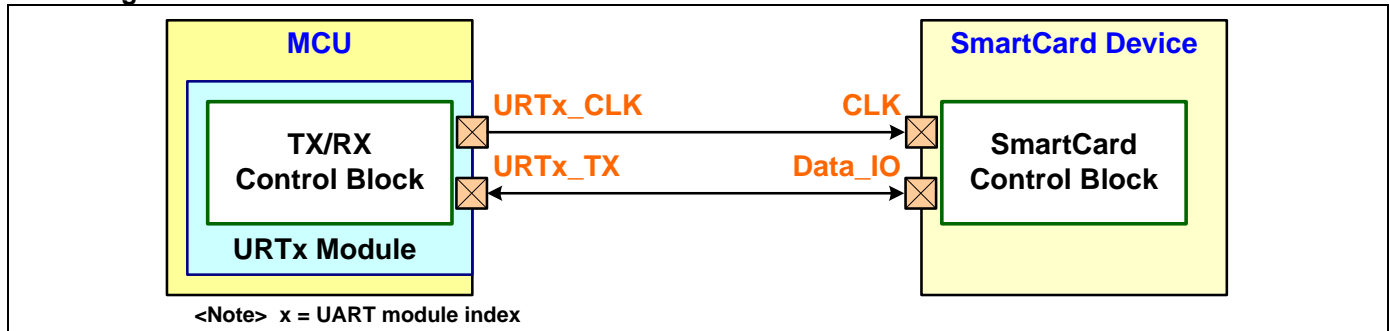 MCU
SmartCard Device
URTx_CLK
CLK
TX/RX
Control Block
SmartCard
Control Block
URTx_TX
Data_IO
URTx Module
<Note> x = UART module index